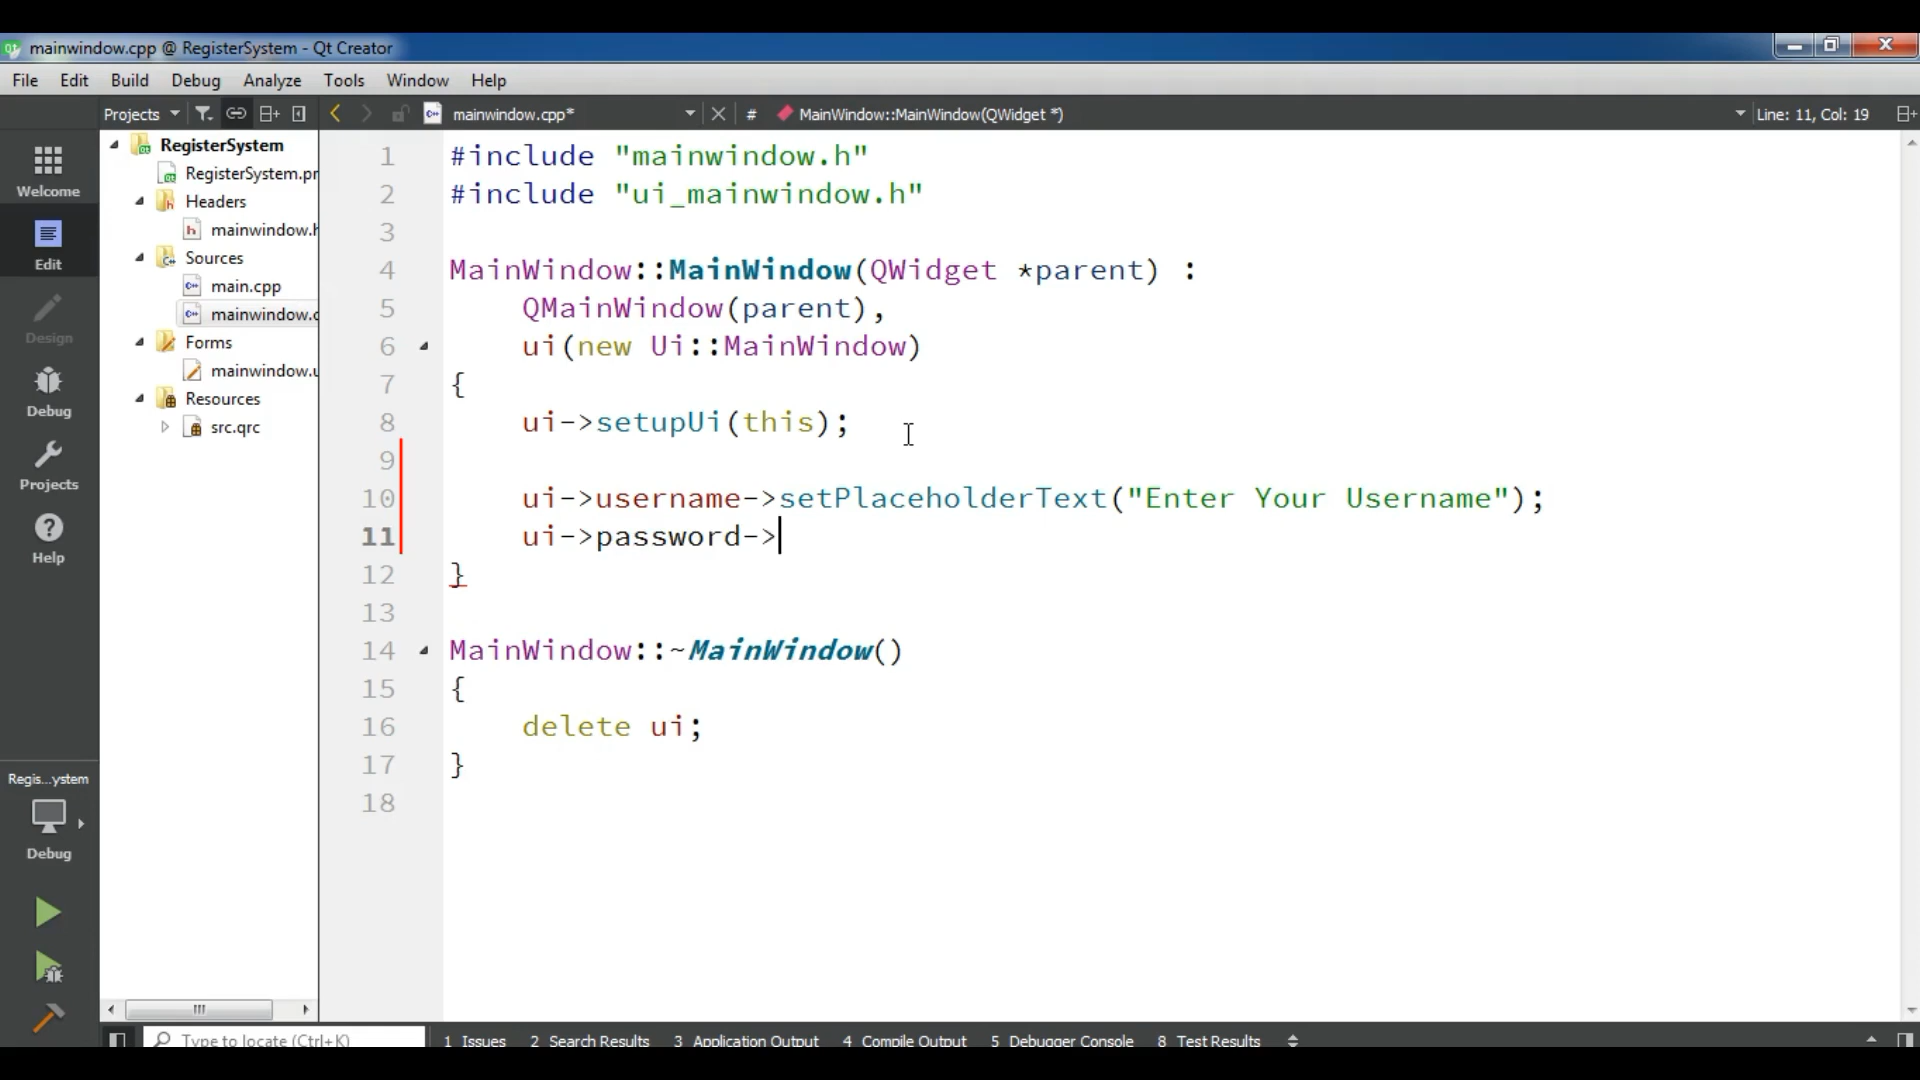 mainwindow.cpp @ RegisterSystem - Qt Creator
File Edit Build Debug Analyze Tools Window Help
Projects mainwindow.cpp* # MainWindow::MainWindow(QWidget *) Line: 11, Col: 19
Welcome
Edit
Design
Debug
Projects
Help
Regis...ystem
Debug
RegisterSystem
RegisterSystem.pr
Headers
mainwindow.h
Sources
main.cpp
mainwindow.c
Forms
mainwindow.u
Resources
src.qrc
1 #include "mainwindow.h"
2 #include "ui_mainwindow.h"
3
4 MainWindow::MainWindow(QWidget *parent) :
5 QMainWindow(parent),
6 ui(new Ui::MainWindow)
7 {
8 ui->setupUi(this);
9
10 ui->username->setPlaceholderText("Enter Your Username");
11 ui->password->
12 }
13
14 MainWindow::~MainWindow()
15 {
16 delete ui;
17 }
18
Type to locate (Ctrl+K) 1 Issues 2 Search Results 3 Application Output 4 Compile Output 5 Debugger Console 8 Test Results